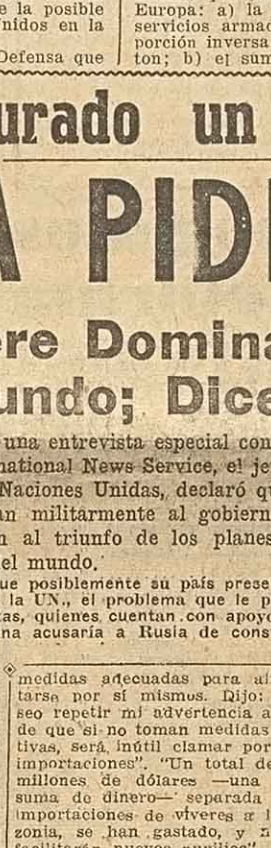 e la posible
nidos en la
Defensa que
Europa: a) la
servicios armad
porción inversa
ton; b) el sum
urado un
A PIDI
ere Domina
undo; Dice
una entrevista especial con
national News Service, el je
Naciones Unidas, declaró qu
an militarmente al gobiern
n al triunfo de los planes
el mundo.
ue posiblemente su país prese
la UN., el problema que le p
tas, quienes cuentan con apoyo
na acusaría a Rusia de cons
medidas adecuadas para al
tarse por sí mismos. Dijo:
seo repetir mi advertencia a
de que si no toman medidas
tivas, será inútil clamar por
importaciones". "Un total de
millones de dólares —una
suma de dinero— separada
importaciones de víveres a l
zonia, se han gastado, y n